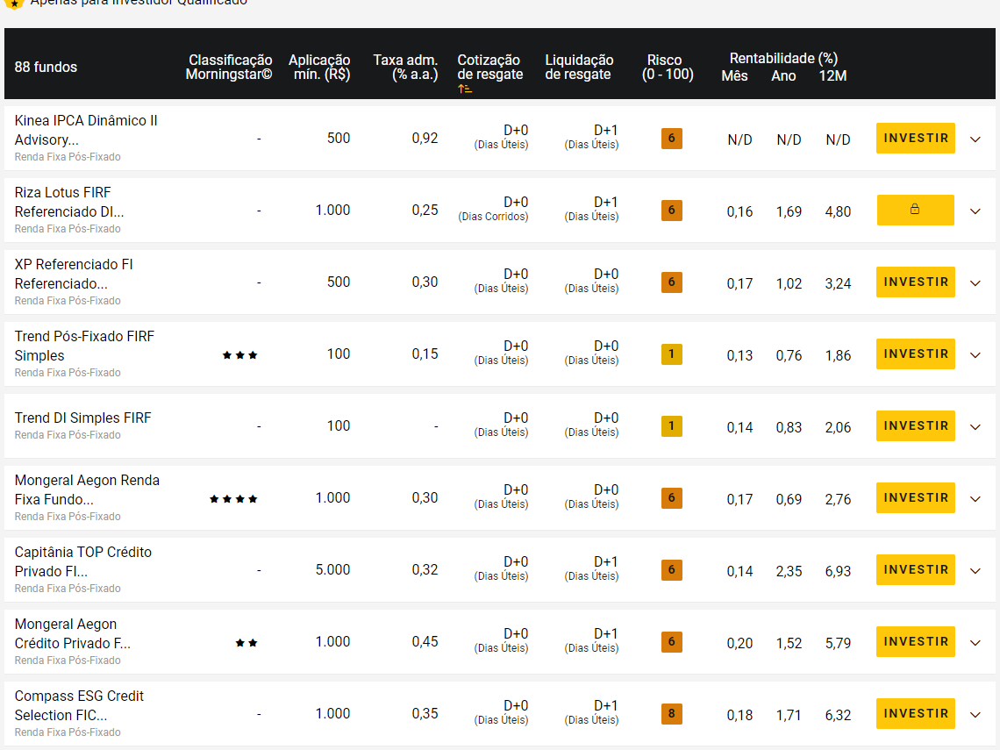 Apenas para Investidor Qualificado
88 fundos
Classificação
Morningstar©
Aplicação
mín. (R$)
Taxa adm.
(% a.a.)
Cotização
de resgate
Liquidação
de resgate
Risco
(0 - 100)
Rentabilidade (%)
Mês Ano 12M
Kinea IPCA Dinâmico II
Advisory...
Renda Fixa Pós-Fixado
- 500 0,92
D+0
(Dias Úteis)
D+1
(Dias Úteis)
6 N/D N/D N/D INVESTIR
Riza Lotus FIRF
Referenciado DI...
Renda Fixa Pós-Fixado
- 1.000 0,25
D+0
(Dias Corridos)
D+1
(Dias Úteis)
6 0,16 1,69 4,80
XP Referenciado FI
Referenciado...
Renda Fixa Pós-Fixado
- 500 0,30
D+0
(Dias Úteis)
D+0
(Dias Úteis)
6 0,17 1,02 3,24 INVESTIR
Trend Pós-Fixado FIRF
Simples
Renda Fixa Pós-Fixado
100 0,15
D+0
(Dias Úteis)
D+0
(Dias Úteis)
1 0,13 0,76 1,86 INVESTIR
Trend DI Simples FIRF
Renda Fixa Pós-Fixado
- 100 -
D+0
(Dias Úteis)
D+0
(Dias Úteis)
1 0,14 0,83 2,06 INVESTIR
Mongeral Aegon Renda
Fixa Fundo...
Renda Fixa Pós-Fixado
1.000 0,30
D+0
(Dias Úteis)
D+0
(Dias Úteis)
6 0,17 0,69 2,76 INVESTIR
Capitânia TOP Crédito
Privado FI...
Renda Fixa Pós-Fixado
- 5.000 0,32
D+0
(Dias Úteis)
D+1
(Dias Úteis)
6 0,14 2,35 6,93 INVESTIR
Mongeral Aegon
Crédito Privado F...
Renda Fixa Pós-Fixado
1.000 0,45
D+0
(Dias Úteis)
D+1
(Dias Úteis)
6 0,20 1,52 5,79 INVESTIR
Compass ESG Credit
Selection FIC...
Renda Fixa Pós-Fixado
- 1.000 0,35
D+0
(Dias Úteis)
D+1
(Dias Úteis)
8 0,18 1,71 6,32 INVESTIR